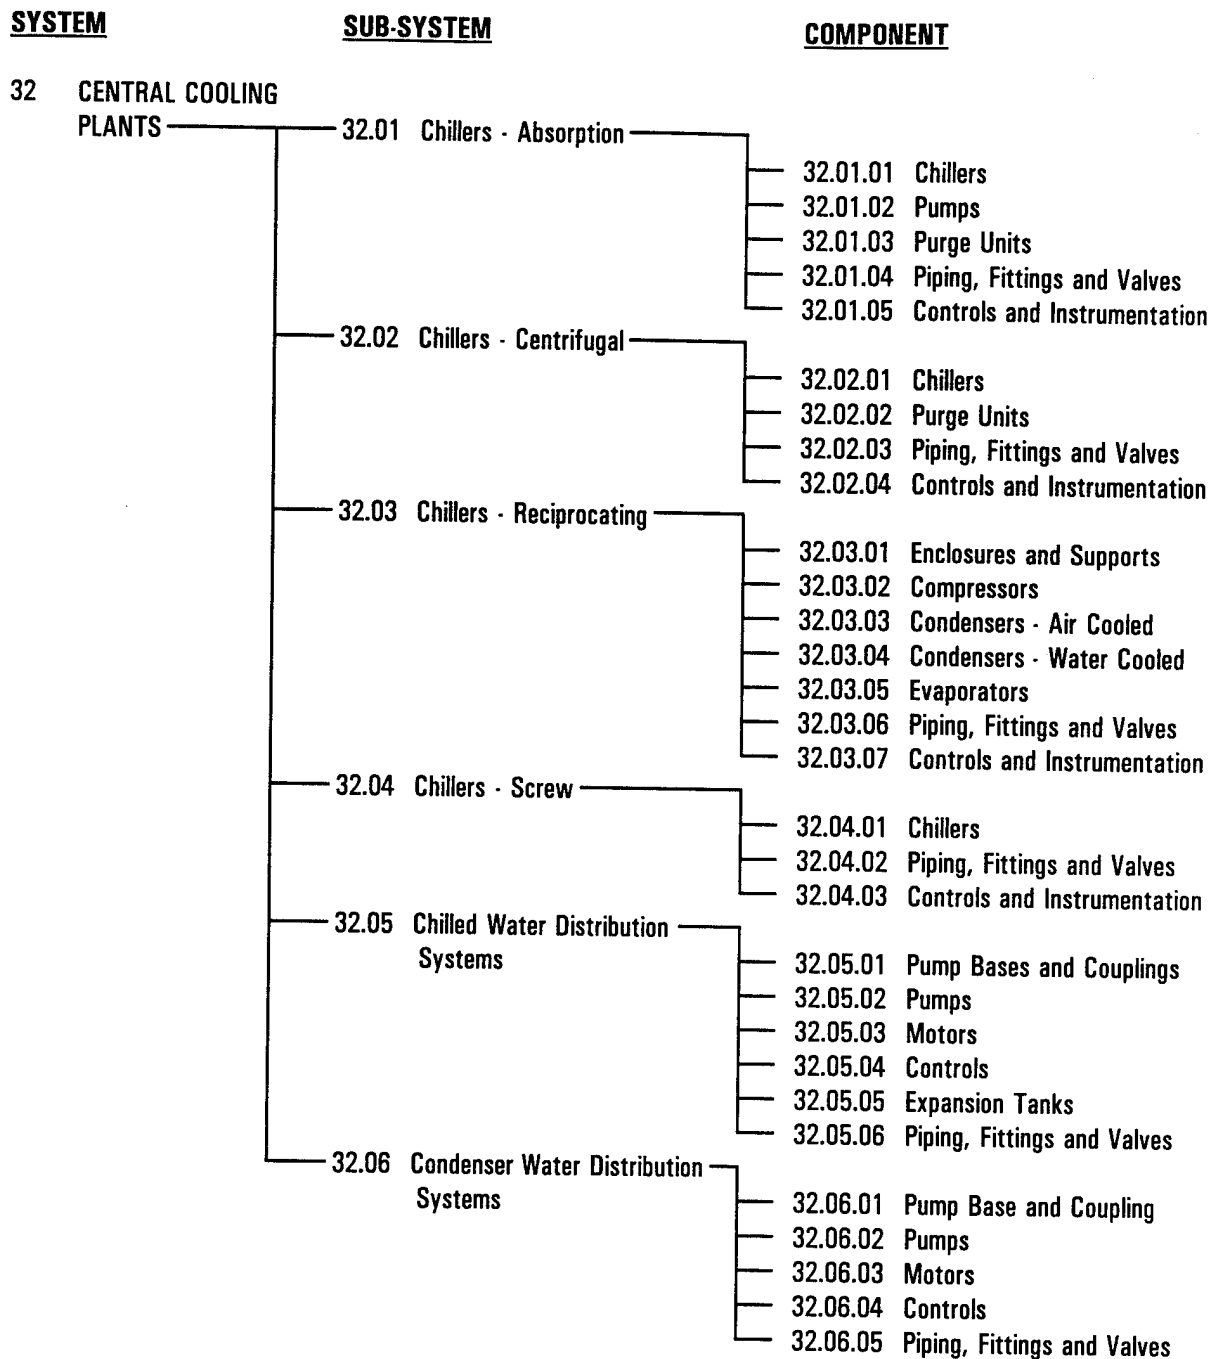 SYSTEM SUB-SYSTEM COMPONENT
32 CENTRAL COOLING
PLANTS 32.01 Chillers - Absorption
32.01.01 Chillers
32.01.02 Pumps
32.01.03 Purge Units
32.01.04 Piping, Fittings and Valves
32.01.05 Controls and Instrumentation
32.02 Chillers - Centrifugal
32.02.01 Chillers
32.02.02 Purge Units
32.02.03 Piping, Fittings and Valves
32.02.04 Controls and Instrumentation
32.03 Chillers - Reciprocating
32.03.01 Enclosures and Supports
32.03.02 Compressors
32.03.03 Condensers - Air Cooled
32.03.04 Condensers - Water Cooled
32.03.05 Evaporators
32.03.06 Piping, Fittings and Valves
32.03.07 Controls and Instrumentation
32.04 Chillers - Screw
32.04.01 Chillers
32.04.02 Piping, Fittings and Valves
32.04.03 Controls and Instrumentation
32.05 Chilled Water Distribution
Systems
32.05.01 Pump Bases and Couplings
32.05.02 Pumps
32.05.03 Motors
32.05.04 Controls
32.05.05 Expansion Tanks
32.05.06 Piping, Fittings and Valves
32.06 Condenser Water Distribution
Systems
32.06.01 Pump Base and Coupling
32.06.02 Pumps
32.06.03 Motors
32.06.04 Controls
32.06.05 Piping, Fittings and Valves